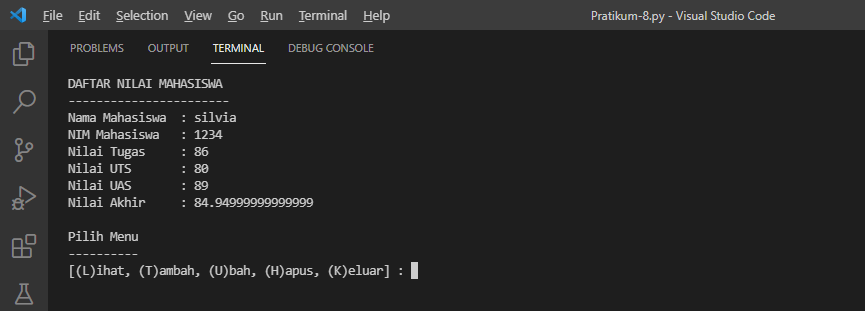 File Edit Selection View Go Run Terminal Help Pratikum-8.py - Visual Studio Code
PROBLEMS OUTPUT TERMINAL DEBUG CONSOLE
DAFTAR NILAI MAHASISWA
-----------------------
Nama Mahasiswa : silvia
NIM Mahasiswa : 1234
Nilai Tugas : 86
Nilai UTS : 80
Nilai UAS : 89
Nilai Akhir : 84.94999999999999
Pilih Menu
----------
[(L)ihat, (T)ambah, (U)bah, (H)apus, (K)eluar] :